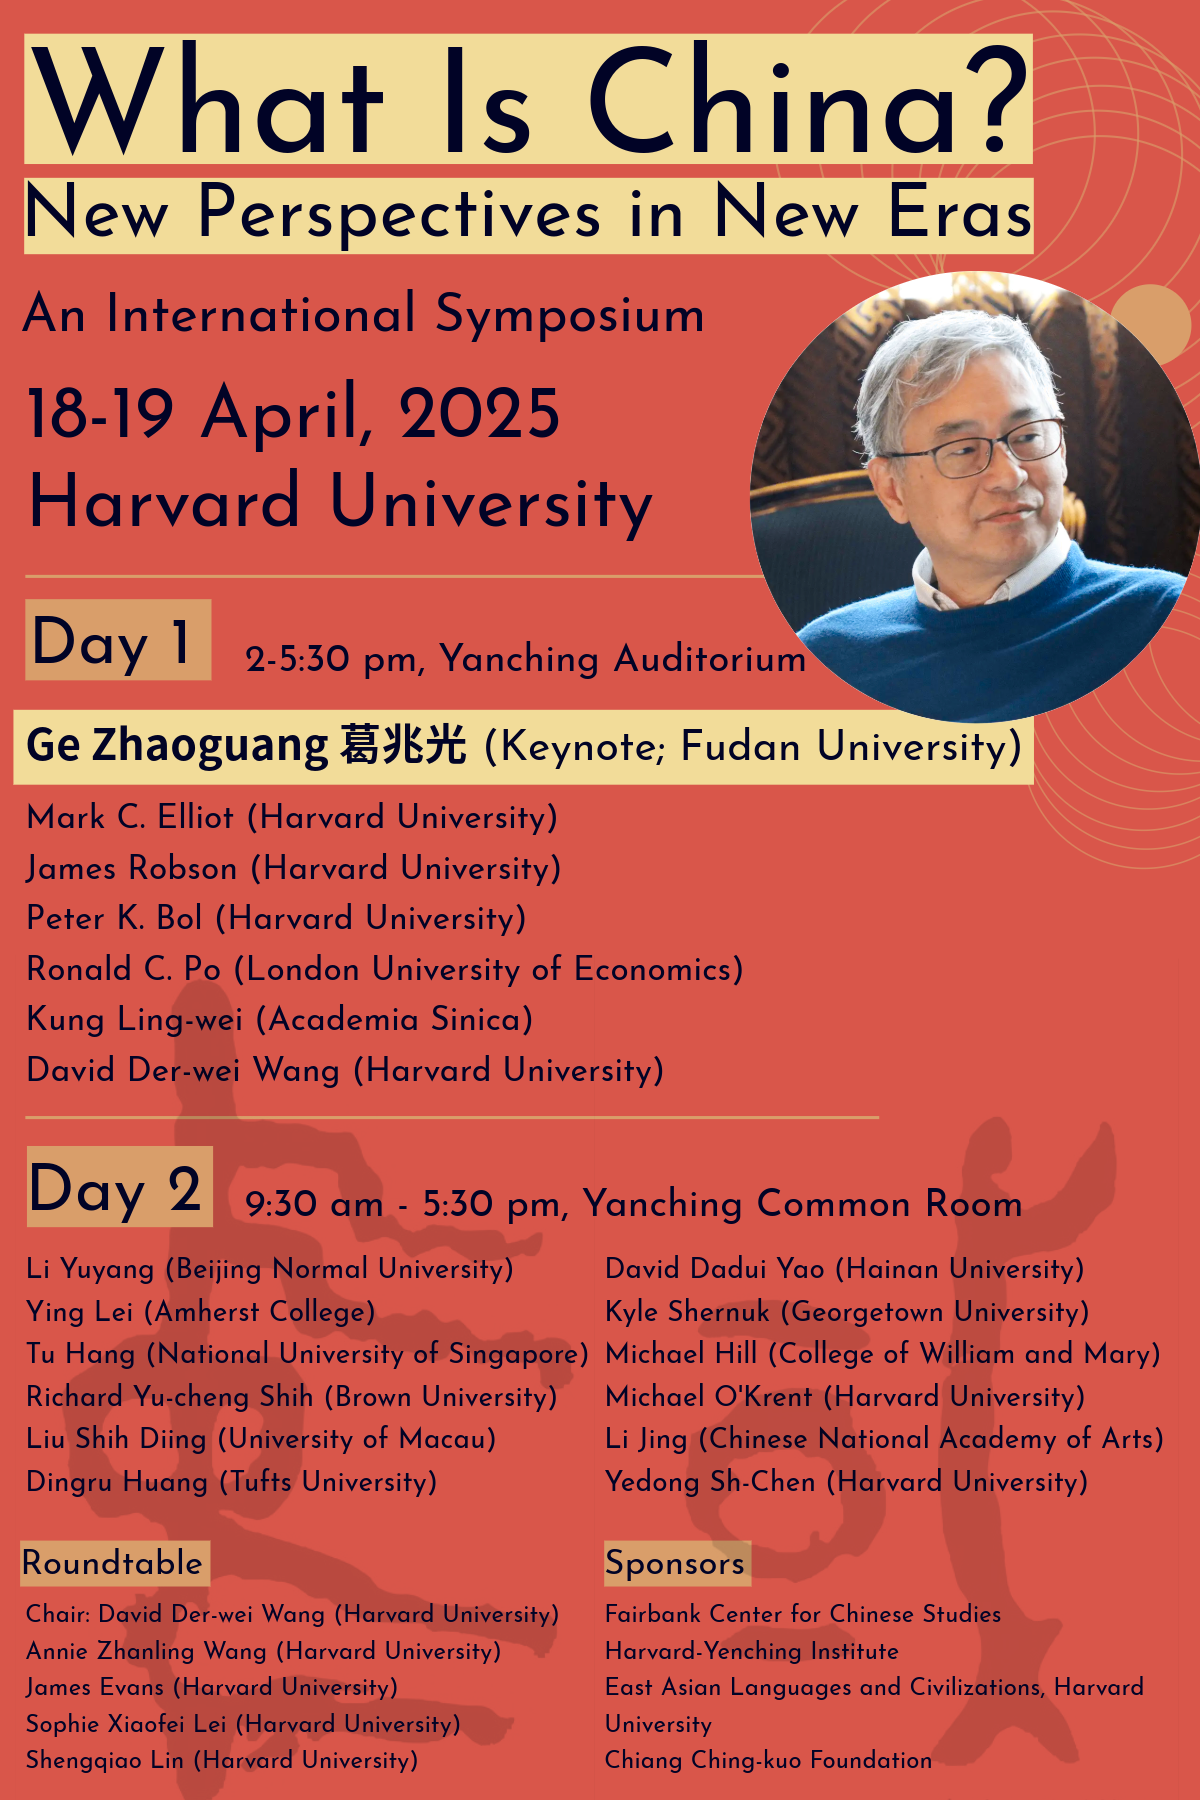 What Is China?
New Perspectives in New Eras
An International Symposium
18-19 April, 2025
Harvard University
Day 1
2-5:30 pm, Yanching Auditorium
Ge Zhaoguang 葛兆光 (Keynote; Fudan University)
Mark C. Elliot (Harvard University)
James Robson (Harvard University)
Peter K. Bol (Harvard University)
Ronald C. Po (London University of Economics)
Kung Ling-wei (Academia Sinica)
David Der-wei Wang (Harvard University)
Day 2
9:30 am - 5:30 pm, Yanching Common Room
Li Yuyang (Beijing Normal University)
Ying Lei (Amherst College)
Tu Hang (National University of Singapore)
Richard Yu-cheng Shih (Brown University)
Liu Shih Diing (University of Macau)
Dingru Huang (Tufts University)
David Dadui Yao (Hainan University)
Kyle Shernuk (Georgetown University)
Michael Hill (College of William and Mary)
Michael O'Krent (Harvard University)
Li Jing (Chinese National Academy of Arts)
Yedong Sh-Chen (Harvard University)
Roundtable
Chair: David Der-wei Wang (Harvard University)
Annie Zhanling Wang (Harvard University)
James Evans (Harvard University)
Sophie Xiaofei Lei (Harvard University)
Shengqiao Lin (Harvard University)
Sponsors
Fairbank Center for Chinese Studies
Harvard-Yenching Institute
East Asian Languages and Civilizations, Harvard
University
Chiang Ching-kuo Foundation